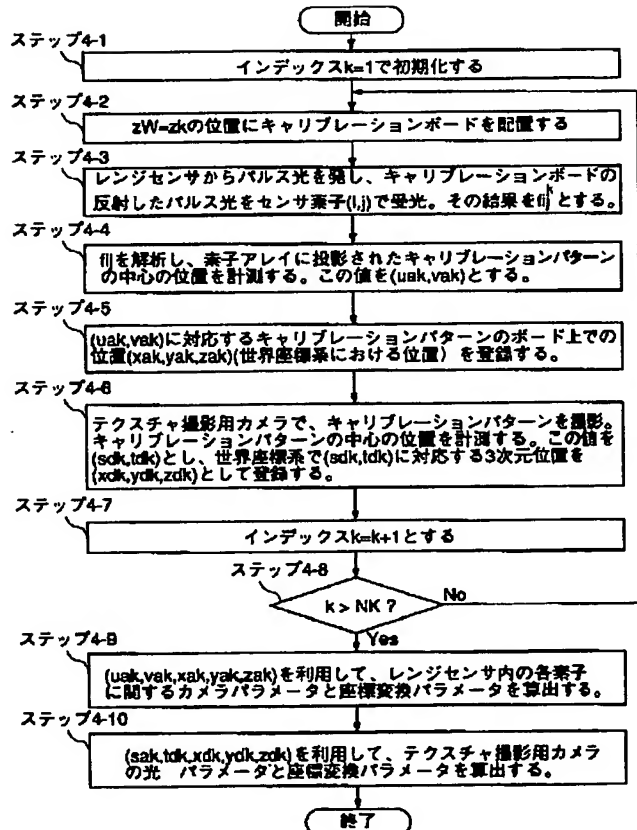 開始
ステップ4-1
インデックスk=1で初期化する
ステップ4-2
zW=zkの位置にキャリブレーションボードを配置する
ステップ4-3
レンジセンサからパルス光を発し、キャリブレーションボードの
反射したパルス光をセンサ素子(i,j)で受光。その結果をfijkとする。
ステップ4-4
fijを解析し、素子アレイに投影されたキャリブレーションパターン
の中心の位置を計測する。この値を(uak,vak)とする。
ステップ4-5
(uak,vak)に対応するキャリブレーションパターンのボード上での
位置(xak,yak,zak)(世界座標系における位置）を登録する。
ステップ4-6
テクスチャ撮影用カメラで、キャリブレーションパターンを撮影。
キャリブレーションパターンの中心の位置を計測する。この値を
(sdk,tdk)とし、世界座標系で(sdk,tdk)に対応する3次元位置を
(xdk,ydk,zdk)として登録する。
ステップ4-7
インデックスk=k+1とする
ステップ4-8
k > NK ?
No
Yes
ステップ4-9
(uak,vak,xak,yak,zak)を利用して、レンジセンサ内の各素子
に関するカメラパラメータと座標変換パラメータを算出する。
ステップ4-10
(sak,tdk,xdk,ydk,zdk)を利用して、テクスチャ撮影用カメラ
の光　パラメータと座標変換パラメータを算出する。
終了